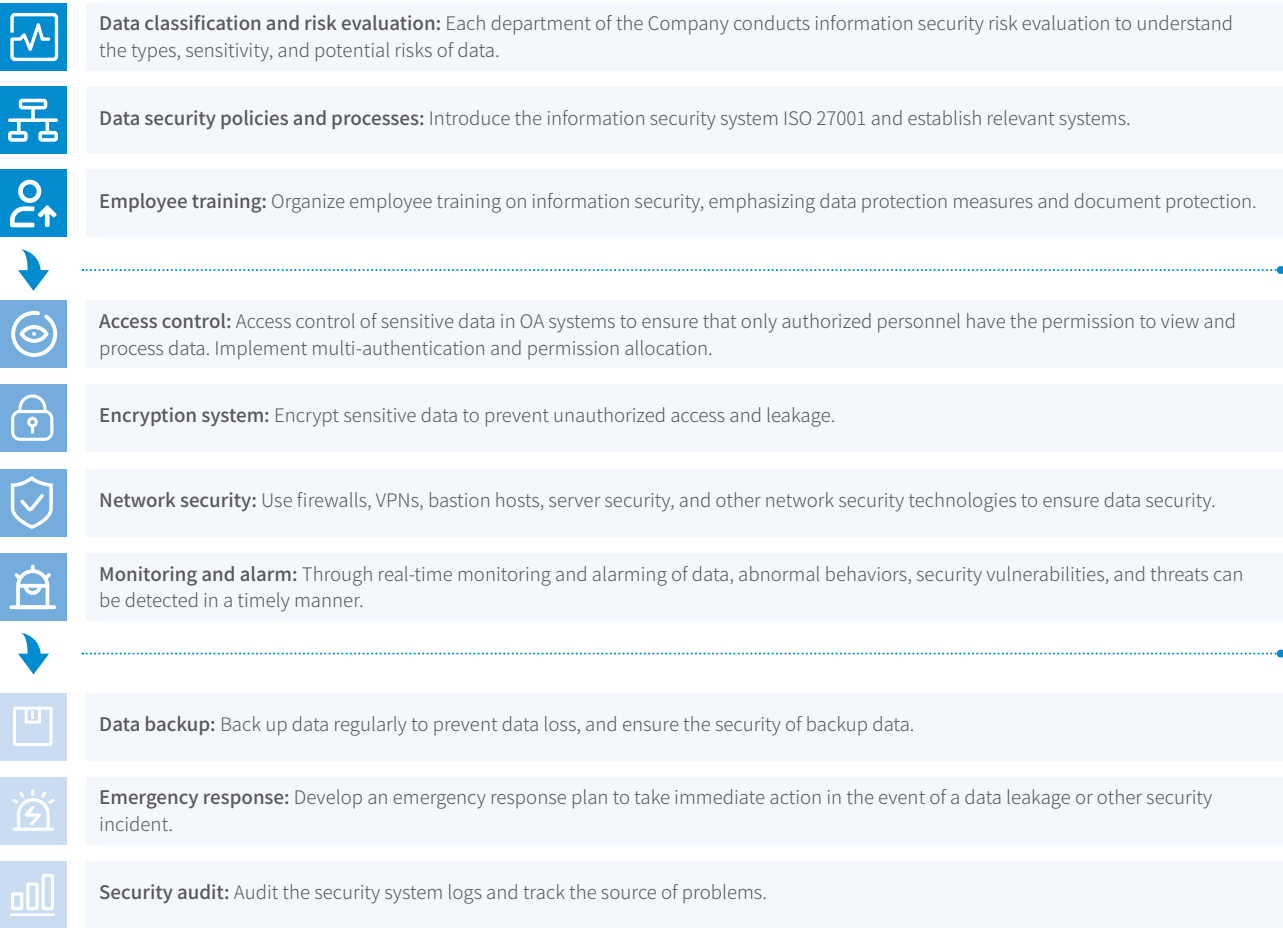 Data classification and risk evaluation: Each department of the Company conducts information security risk evaluation to understand
the types, sensitivity, and potential risks of data.
Data security policies and processes: Introduce the information security system ISO 27001 and establish relevant systems.
Employee training: Organize employee training on information security, emphasizing data protection measures and document protection.
Access control: Access control of sensitive data in OA systems to ensure that only authorized personnel have the permission to view and
process data. Implement multi-authentication and permission allocation.
Encryption system: Encrypt sensitive data to prevent unauthorized access and leakage.
Network security: Use firewalls, VPNs, bastion hosts, server security, and other network security technologies to ensure data security.
Monitoring and alarm: Through real-time monitoring and alarming of data, abnormal behaviors, security vulnerabilities, and threats can
be detected in a timely manner.
Data backup: Back up data regularly to prevent data loss, and ensure the security of backup data.
Emergency response: Develop an emergency response plan to take immediate action in the event of a data leakage or other security
incident.
Security audit: Audit the security system logs and track the source of problems.